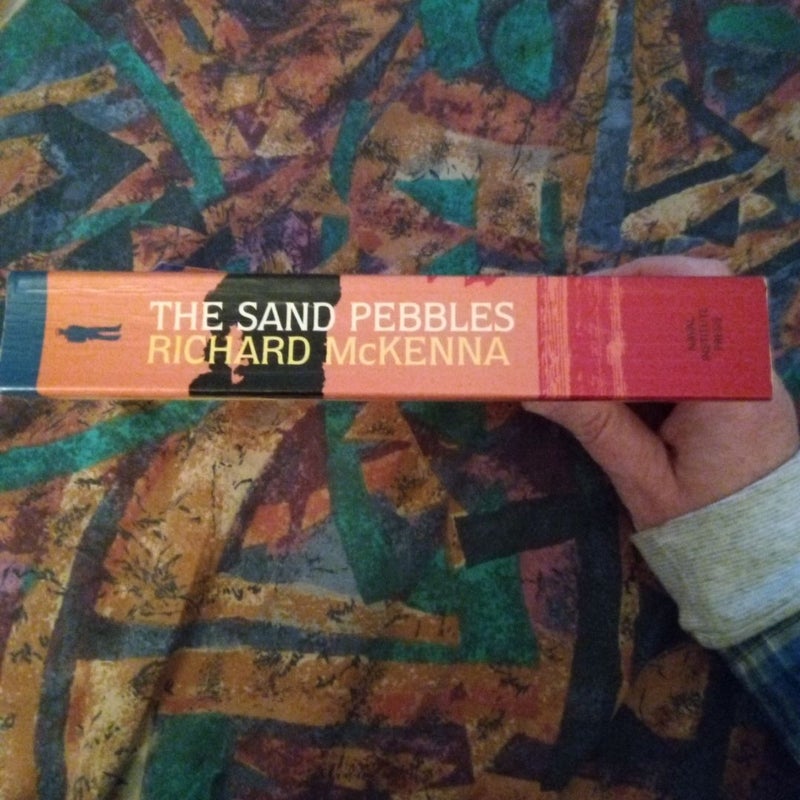 THE SAND PEBBLES
RICHARD McKENNA
NAVAL
INSTITUTE
PRESS